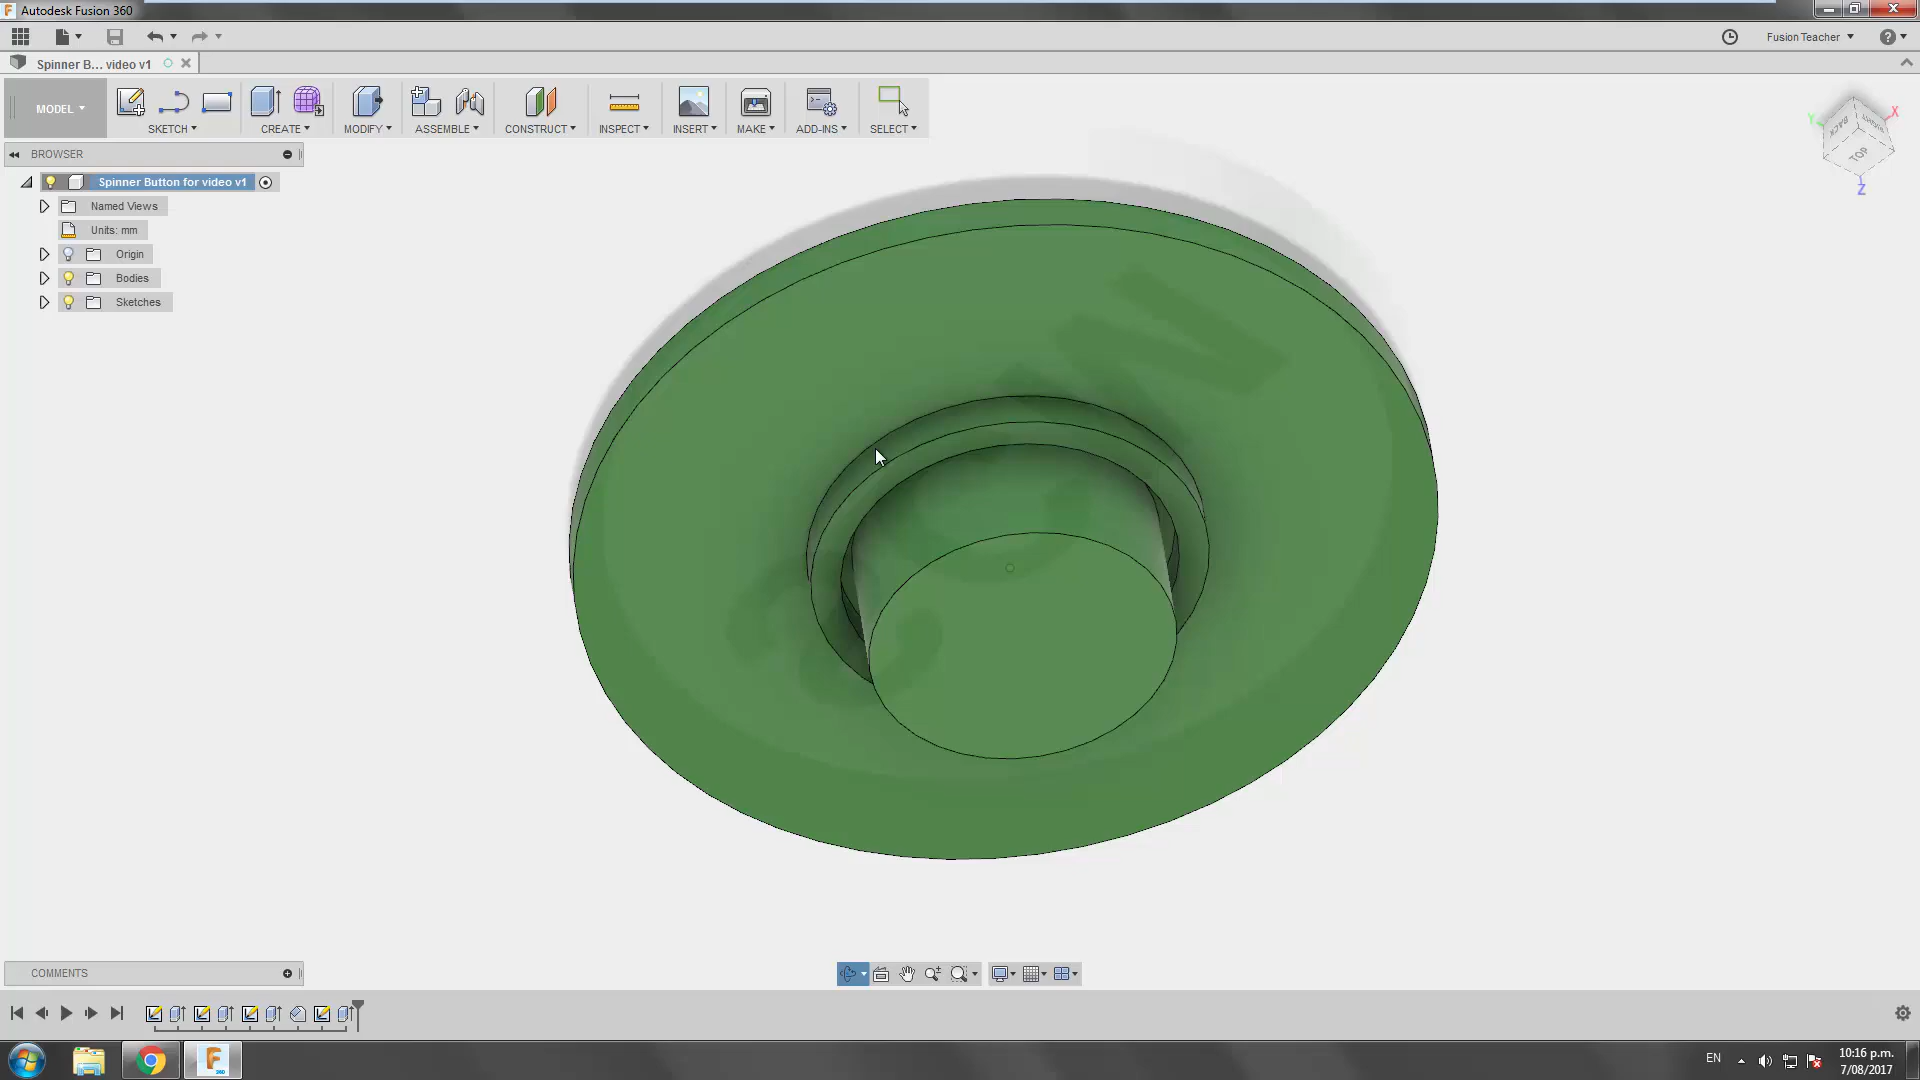 Autodesk Fusion 360
Fusion Teacher
Spinner B... video v1
MODEL
SKETCH
CREATE
MODIFY
ASSEMBLE
CONSTRUCT
INSPECT
INSERT
MAKE
ADD-INS
SELECT
BROWSER
Spinner Button for video v1
Named Views
Units: mm
Origin
Bodies
Sketches
X
Y
BACK
TOP
Z
COMMENTS
EN
10:16 p.m.
7/08/2017